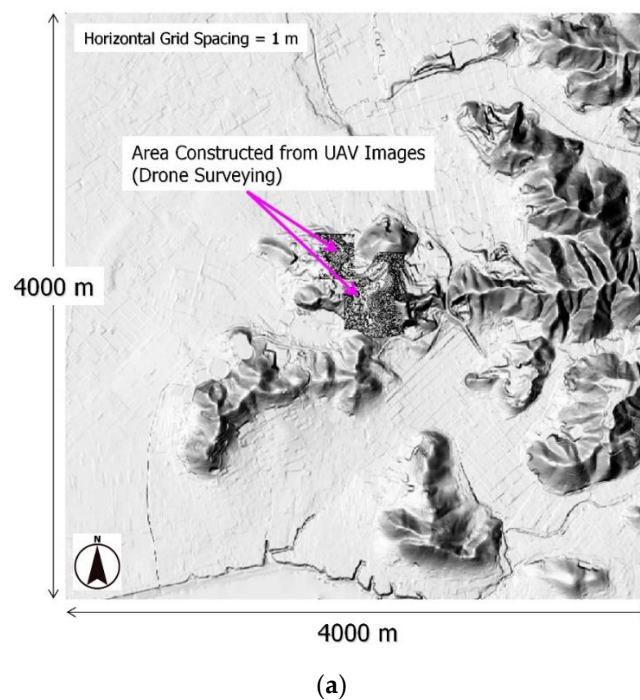 Horizontal Grid Spacing = 1 m
Area Constructed from UAV Images
(Drone Surveying)
4000 m
N
4000 m
(a)